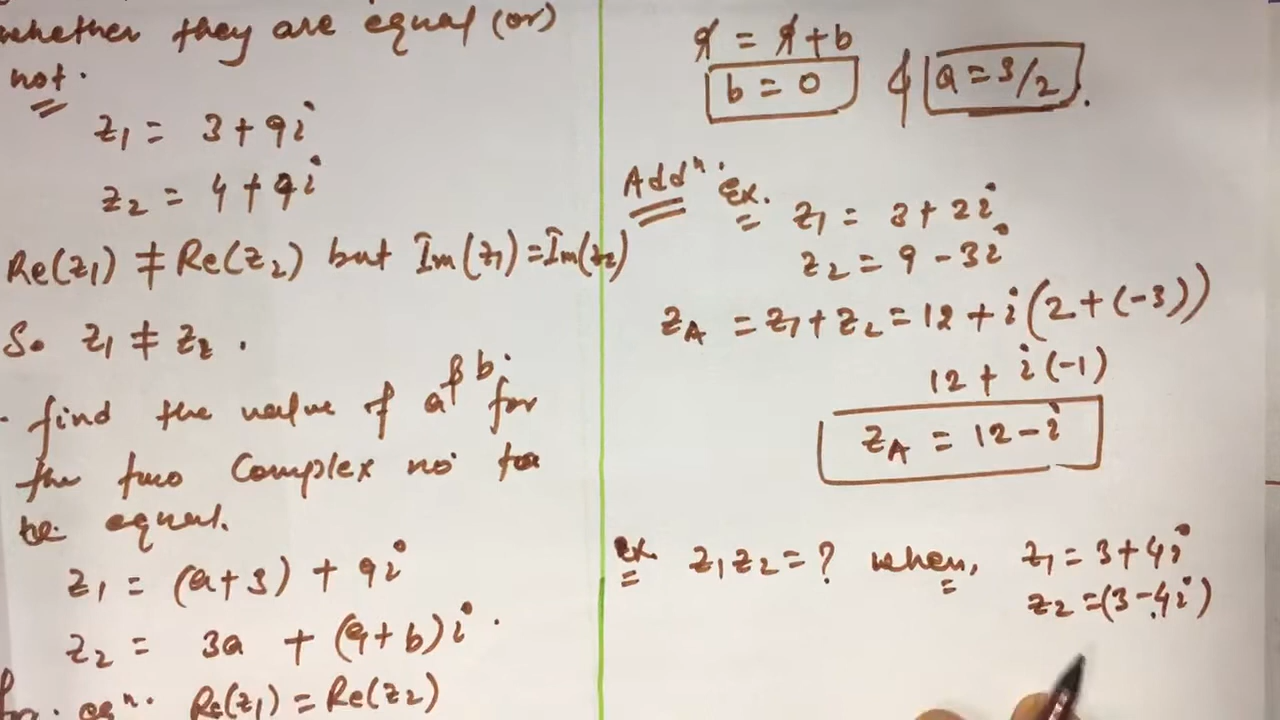 whether they are equal (or)
not.
z1 = 3 + 9i
z2 = 4 + 9i
Re(z1) ≠ Re(z2) but Im(z1) = Im(z2)
So z1 ≠ z2 .
find the value of a & b. for
the two Complex no to
be equal.
z1 = (a+3) + 9i
z2 = 3a + (9+b)i .
Re(z1) = Re(z2)
9 = 9 + b
b = 0 & a = 3/2 .
Addn. Ex. z1 = 3 + 2i
z2 = 9 - 3i
zA = z1 + z2 = 12 + i(2 + (-3))
12 + i(-1)
zA = 12 - i
Ex. z1z2 = ? when, z1 = 3 + 4i
z2 = (3 - 4i)